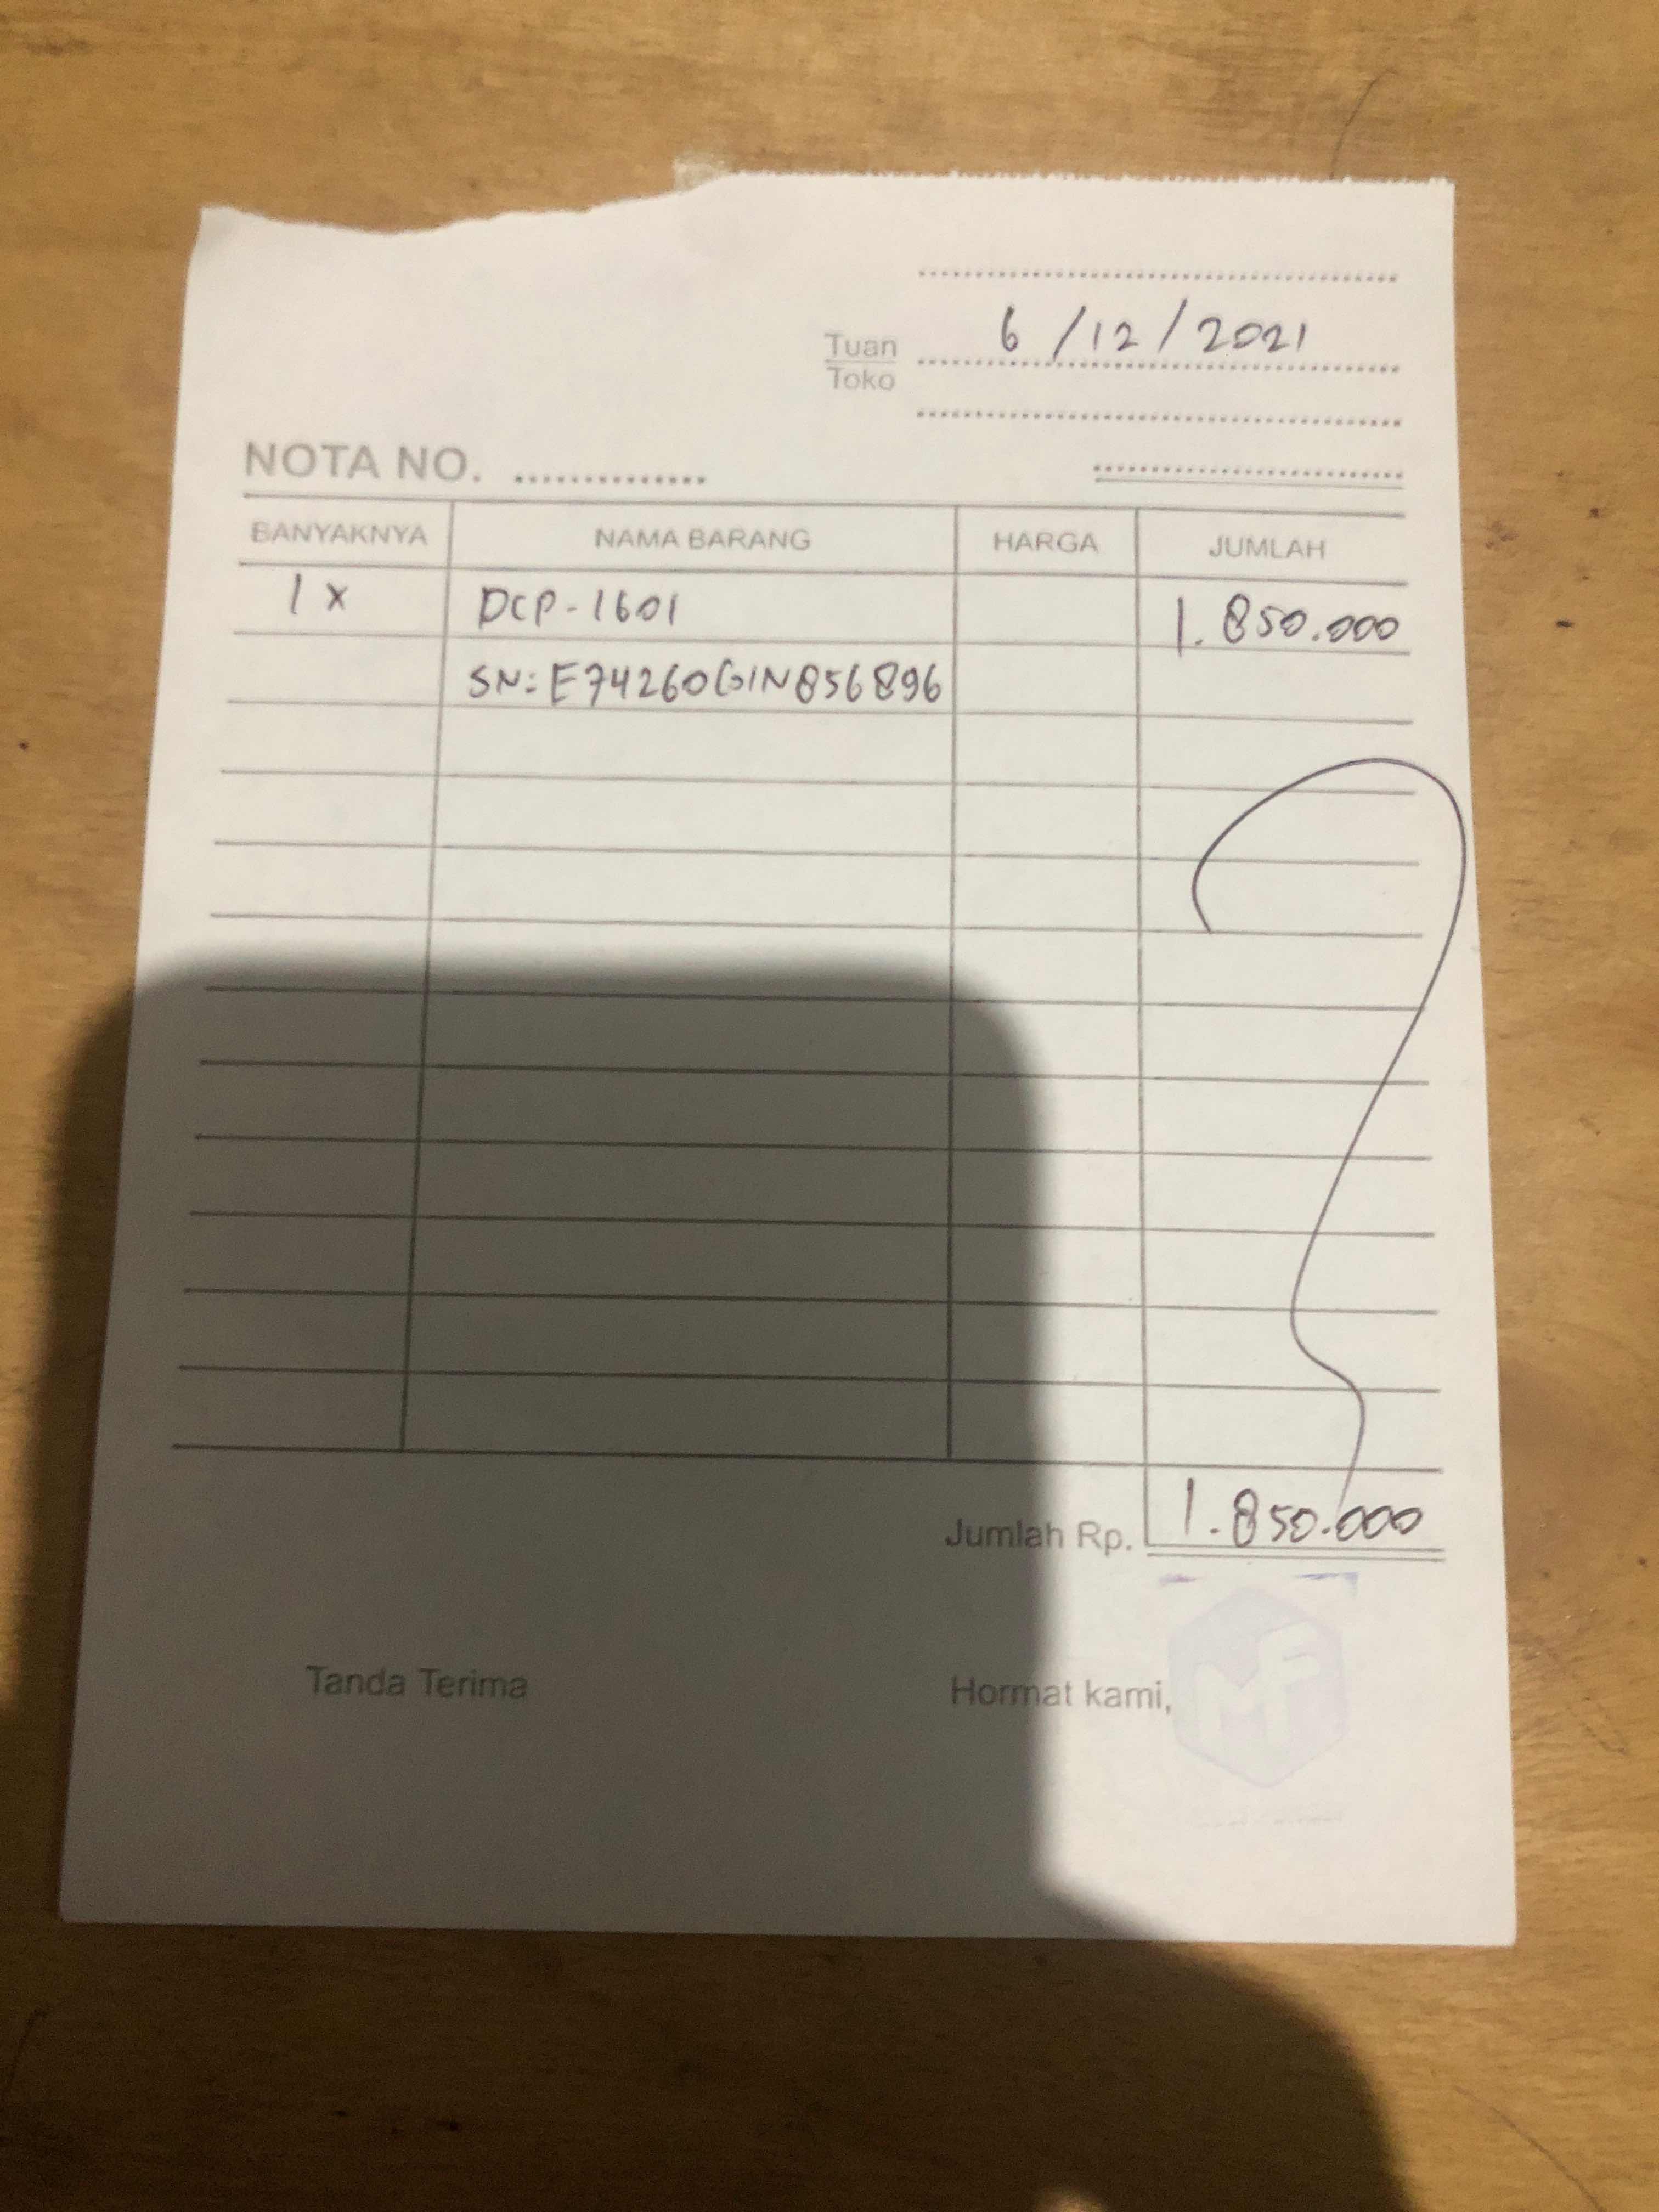 6/12/2021
Tuan
Toko
NOTA NO.
BANYAKNYA NAMA BARANG HARGA JUMLAH
1x DCP-1601 1.850.000
SN: E74260G1N856896
Jumlah Rp. 1.850.000
Tanda Terima Hormat kami,
MF